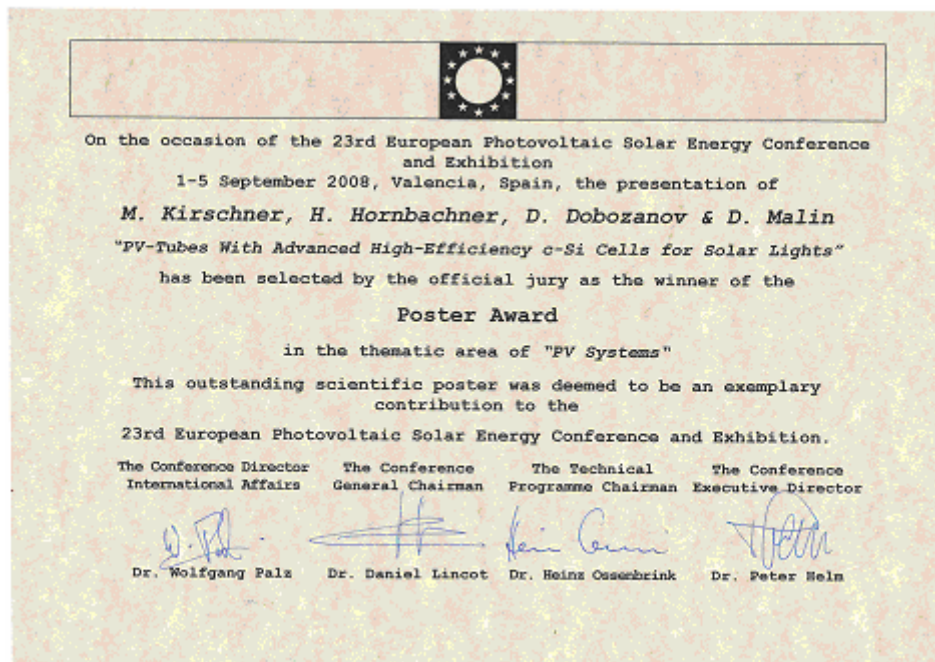 On the occasion of the 23rd European Photovoltaic Solar Energy Conference
and Exhibition
1-5 September 2008, Valencia, Spain, the presentation of
M. Kirschner, H. Hornbachner, D. Dobozanov & D. Malin
"PV-Tubes With Advanced High-Efficiency c-Si Cells for Solar Lights"
has been selected by the official jury as the winner of the
Poster Award
in the thematic area of "PV Systems"
This outstanding scientific poster was deemed to be an exemplary
contribution to the
23rd European Photovoltaic Solar Energy Conference and Exhibition.
The Conference Director The Conference The Technical The Conference
International Affairs General Chairman Programme Chairman Executive Director
Dr. Wolfgang Palz Dr. Daniel Lincot Dr. Heinz Ossenbrink Dr. Peter Helm